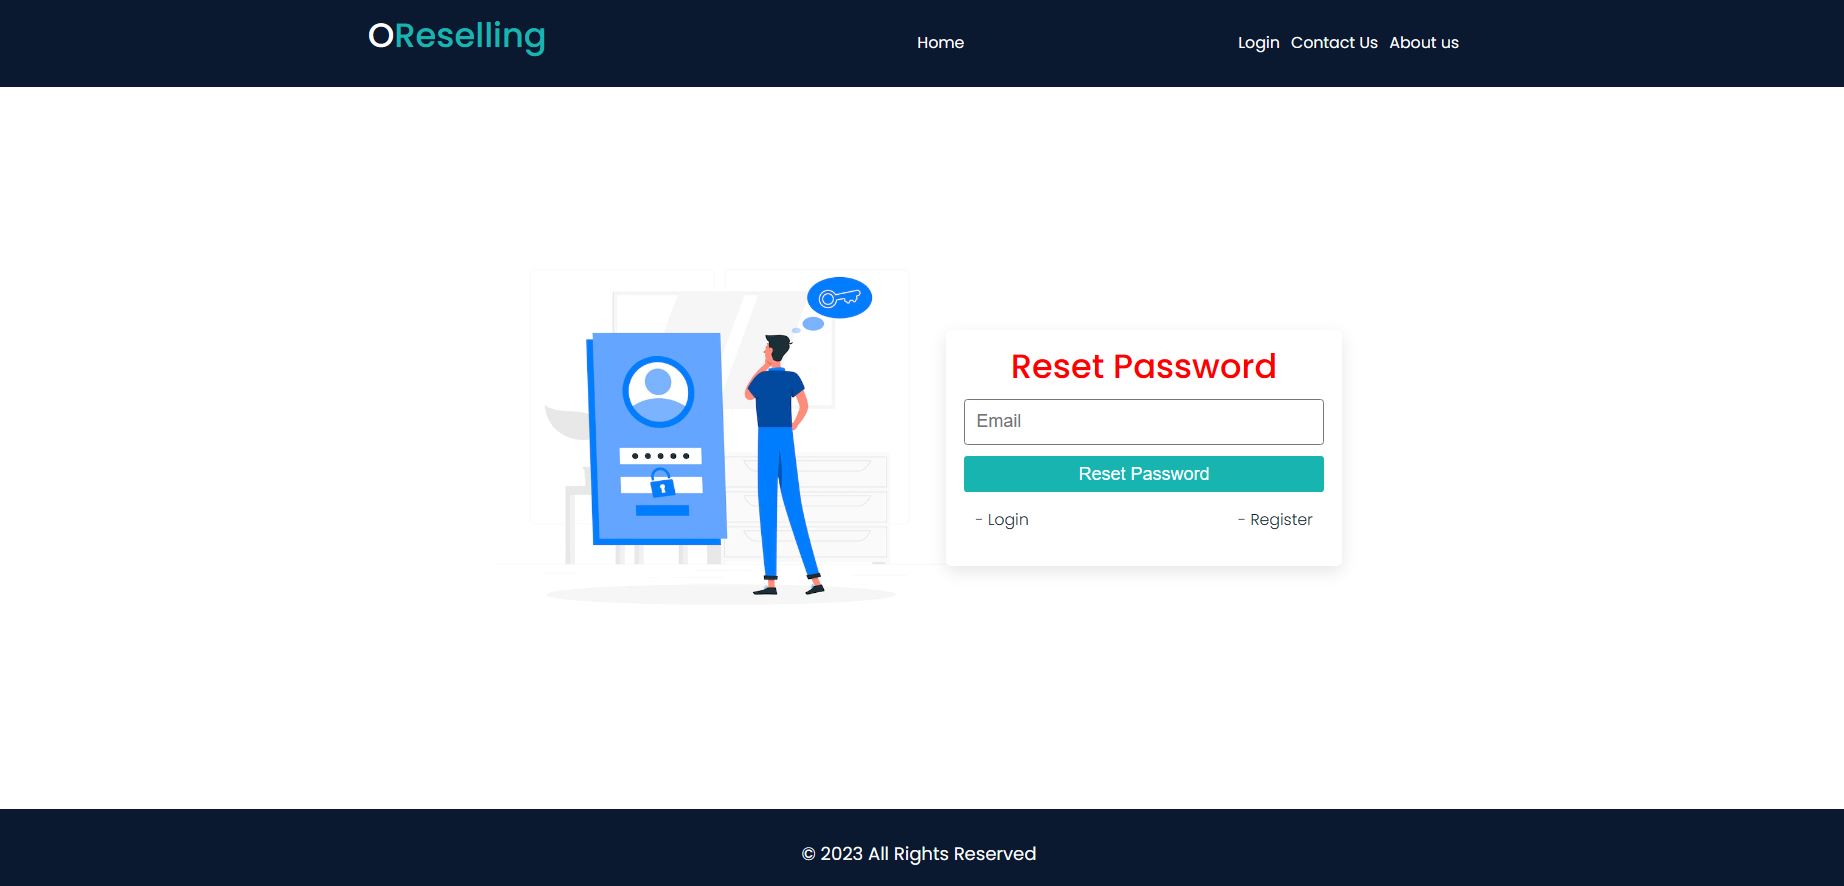 OReselling
Home
Login Contact Us About us
Reset Password
Email
Reset Password
- Login
- Register
© 2023 All Rights Reserved